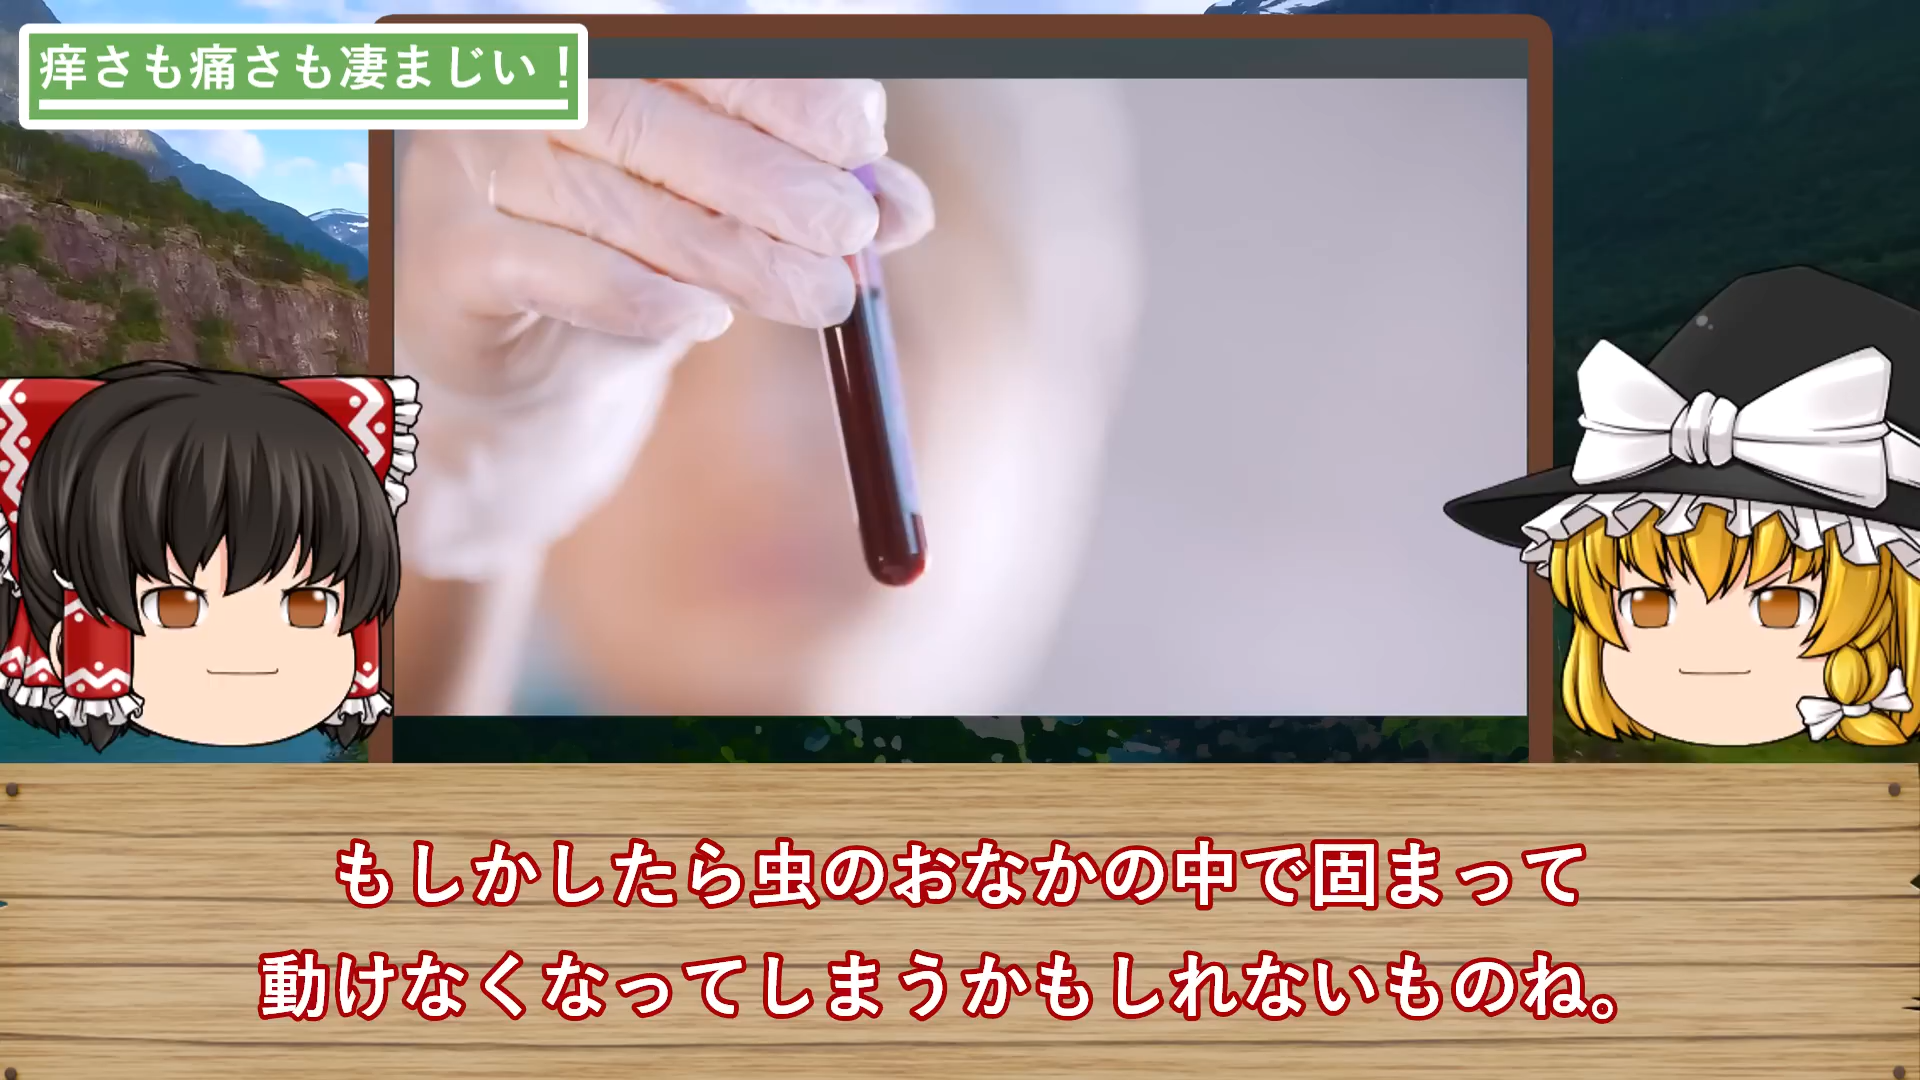 痒さも痛さも凄まじい！
もしかしたら虫のおなかの中で固まって
動けなくなってしまうかもしれないものね。